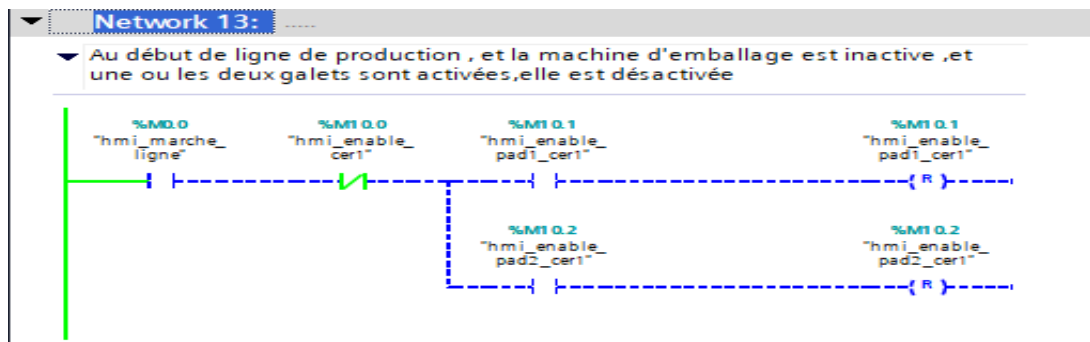 Network 13: .....
Au début de ligne de production , et la machine d'emballage est inactive ,et
une ou les deux galets sont activées,elle est désactivée
%M0.0 %M10.0 %M10.1 %M10.1
"hmi_marche_ "hmi_enable_ "hmi_enable_ "hmi_enable_
ligne" cer1" pad1_cer1" pad1_cer1"
R
%M10.2 %M10.2
"hmi_enable_ "hmi_enable_
pad2_cer1" pad2_cer1"
R